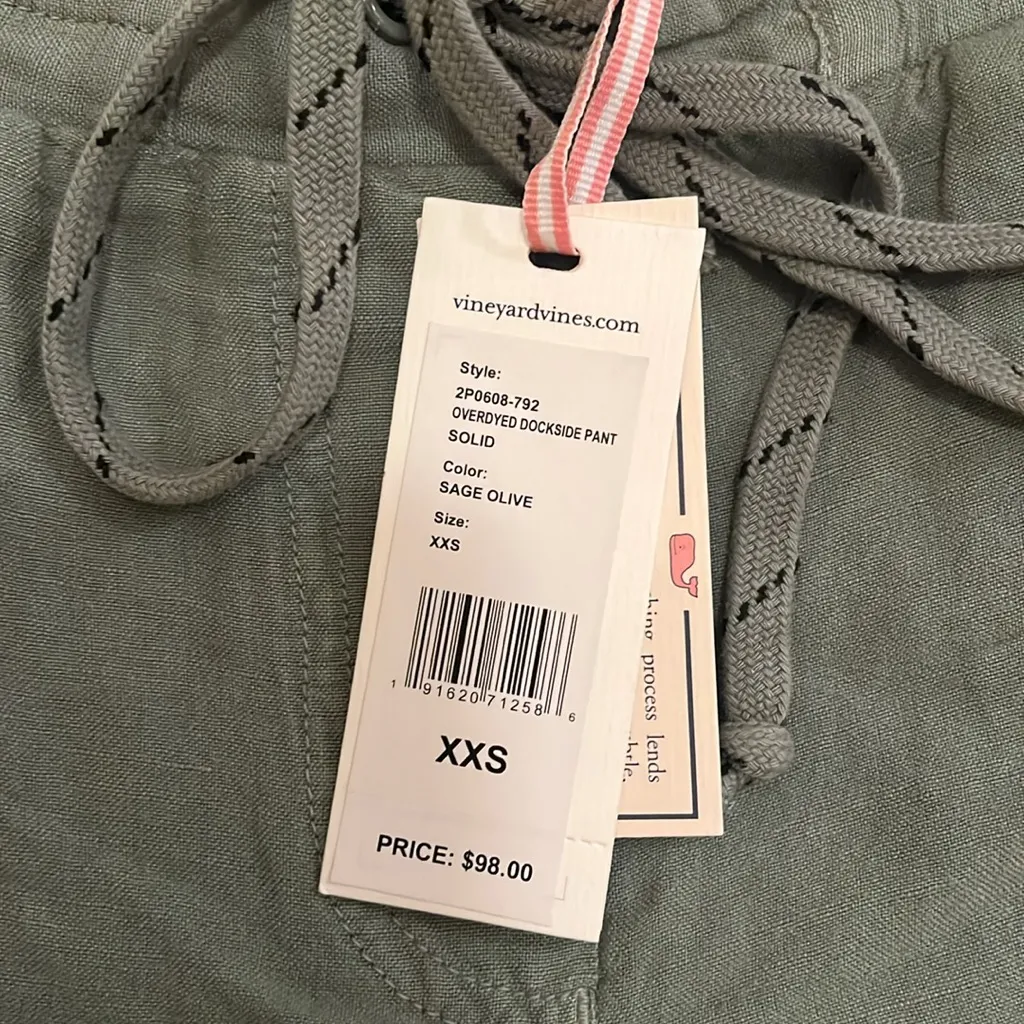 vineyardvines.com
Style:
2P0608-792
OVERDYED DOCKSIDE PANT
SOLID
Color:
SAGE OLIVE
Size:
XXS
1 91620 71258 6
XXS
PRICE: $98.00
process lends